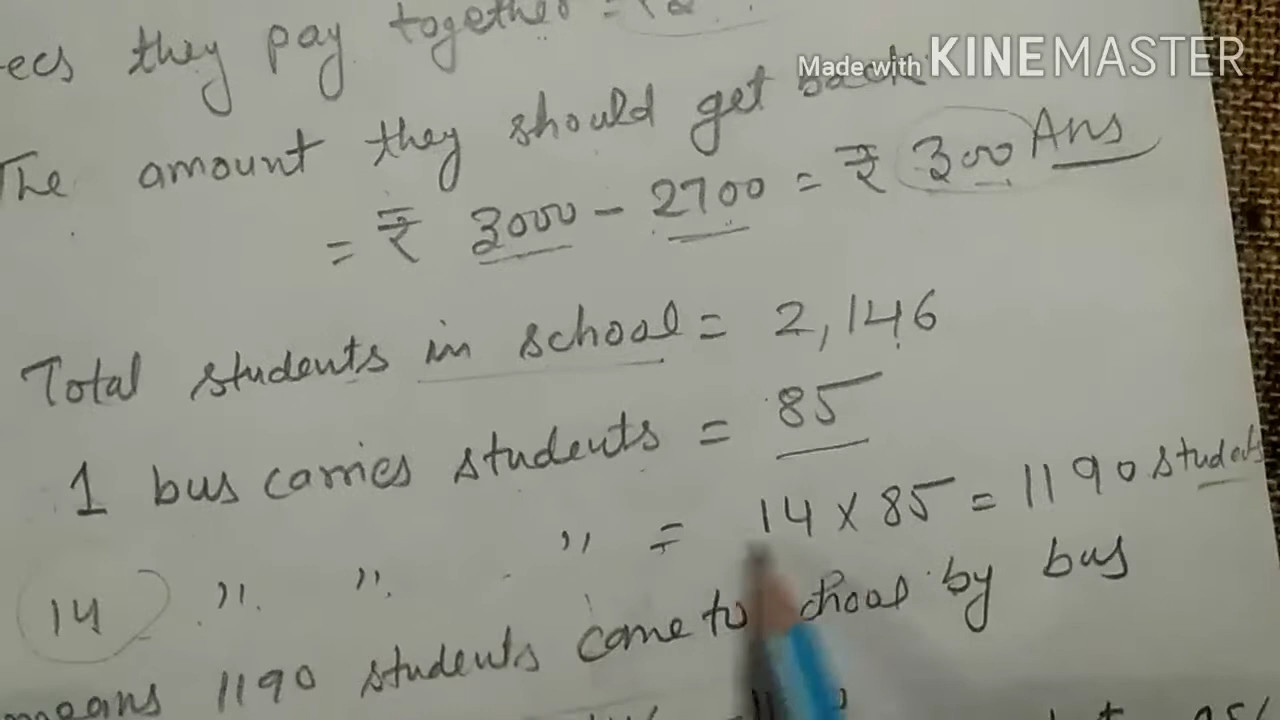 they pay together =
Made with KINEMASTER
The amount they should get back
= ₹ 3000 - 2700 = ₹ 300 Ans
Total students in school = 2,146
1 bus carries students = 85
14 " " " = 14 x 85 = 1190 students
means 1190 students come to by bus